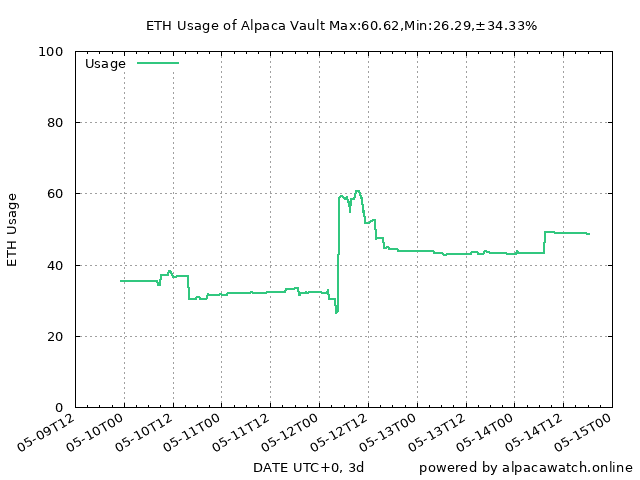 ETH Usage of Alpaca Vault Max:60.62,Min:26.29,±34.33%
Usage
100
80
60
40
20
0
ETH Usage
05-09T12
05-10T00
05-10T12
05-11T00
05-11T12
05-12T00
05-12T12
05-13T00
05-13T12
05-14T00
05-14T12
05-15T00
DATE UTC+0, 3d
powered by alpacawatch.online